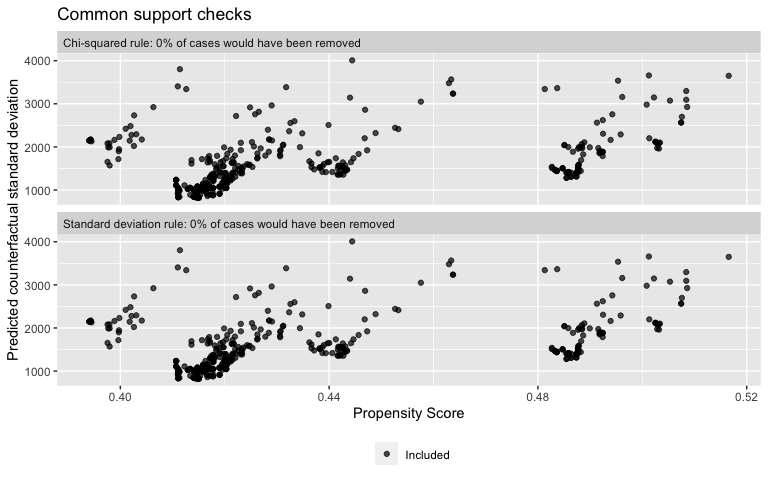 Common support checks
Chi-squared rule: 0% of cases would have been removed
4000
3000
2000
1000
Standard deviation rule: 0% of cases would have been removed
4000
3000
2000
1000
Predicted counterfactual standard deviation
0.40 0.44 0.48 0.52
Propensity Score
Included